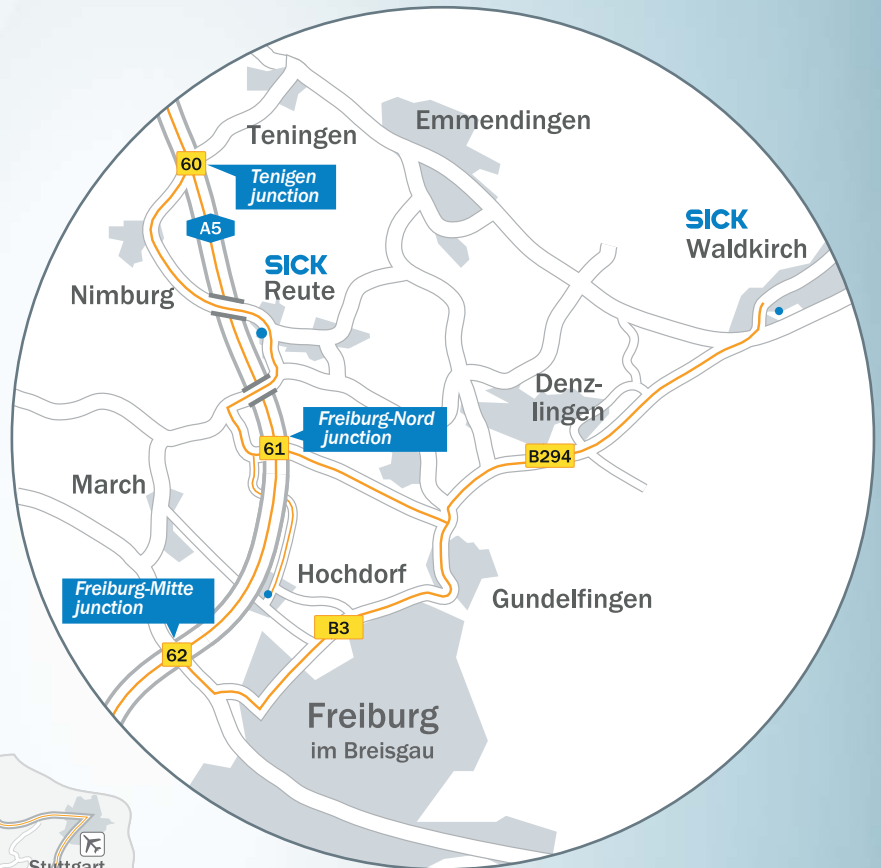 Emmendingen
Teningen
60
Tenigen
junction
A5
SICK
Waldkirch
SICK
Reute
Nimburg
Denz-
lingen
Freiburg-Nord
junction
61
B294
March
Hochdorf
Freiburg-Mitte
junction
Gundelfingen
B3
62
Freiburg
im Breisgau
Stuttgart